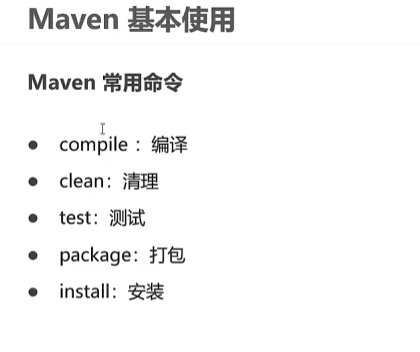 Maven 基本使用
Maven 常用命令
● compile ：编译
● clean：清理
● test：测试
● package：打包
● install：安装